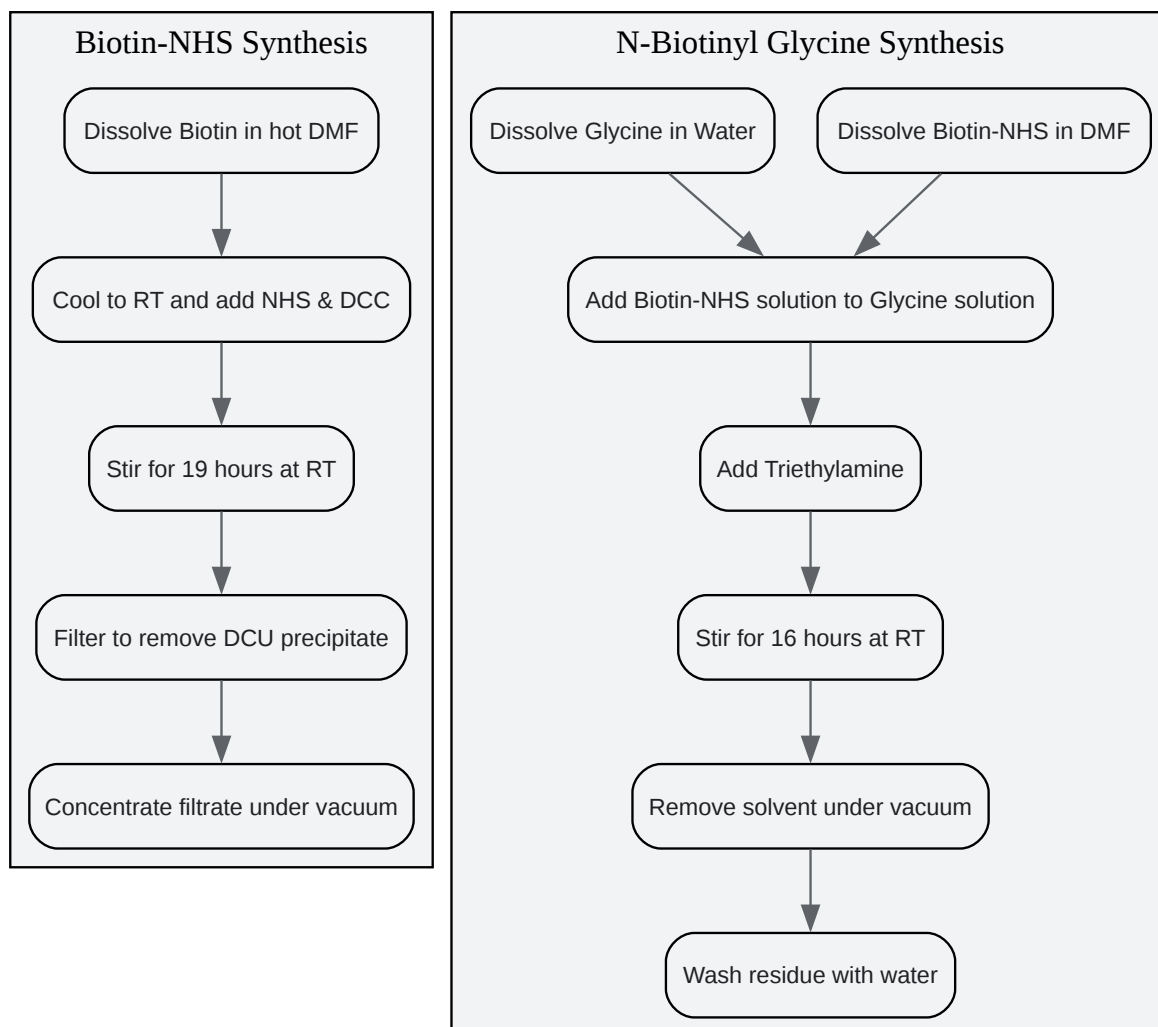 Biotin-NHS Synthesis
Dissolve Biotin in hot DMF
Cool to RT and add NHS & DCC
Stir for 19 hours at RT
Filter to remove DCU precipitate
Concentrate filtrate under vacuum
N-Biotinyl Glycine Synthesis
Dissolve Glycine in Water
Dissolve Biotin-NHS in DMF
Add Biotin-NHS solution to Glycine solution
Add Triethylamine
Stir for 16 hours at RT
Remove solvent under vacuum
Wash residue with water